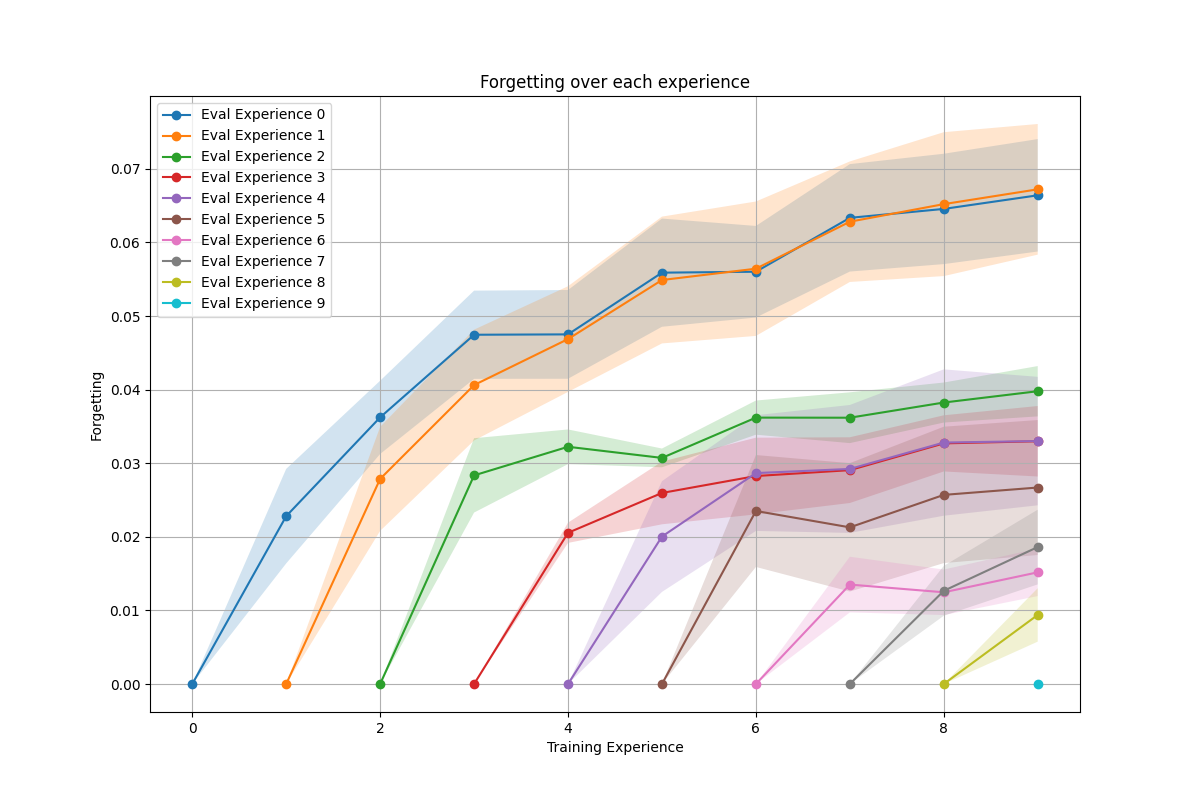 Forgetting over each experience
Eval Experience 0
Eval Experience 1
Eval Experience 2
Eval Experience 3
Eval Experience 4
Eval Experience 5
Eval Experience 6
Eval Experience 7
Eval Experience 8
Eval Experience 9
0.07
0.06
0.05
0.04
0.03
0.02
0.01
0.00
Forgetting
0 2 4 6 8
Training Experience